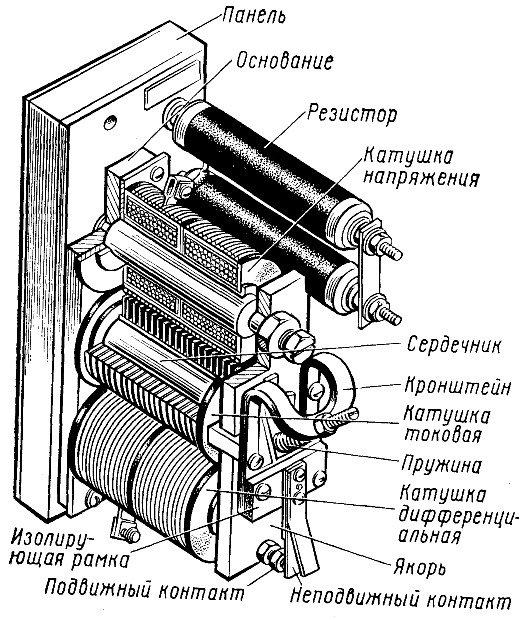 Панель
Основание
Резистор
Катушка
напряжения
Сердечник
Кронштейн
Катушка
токовая
Пружина
Катушка
дифференци-
альная
Изолиру-
ющая рамка
Якорь
Подвижный контакт
Неподвижный контакт